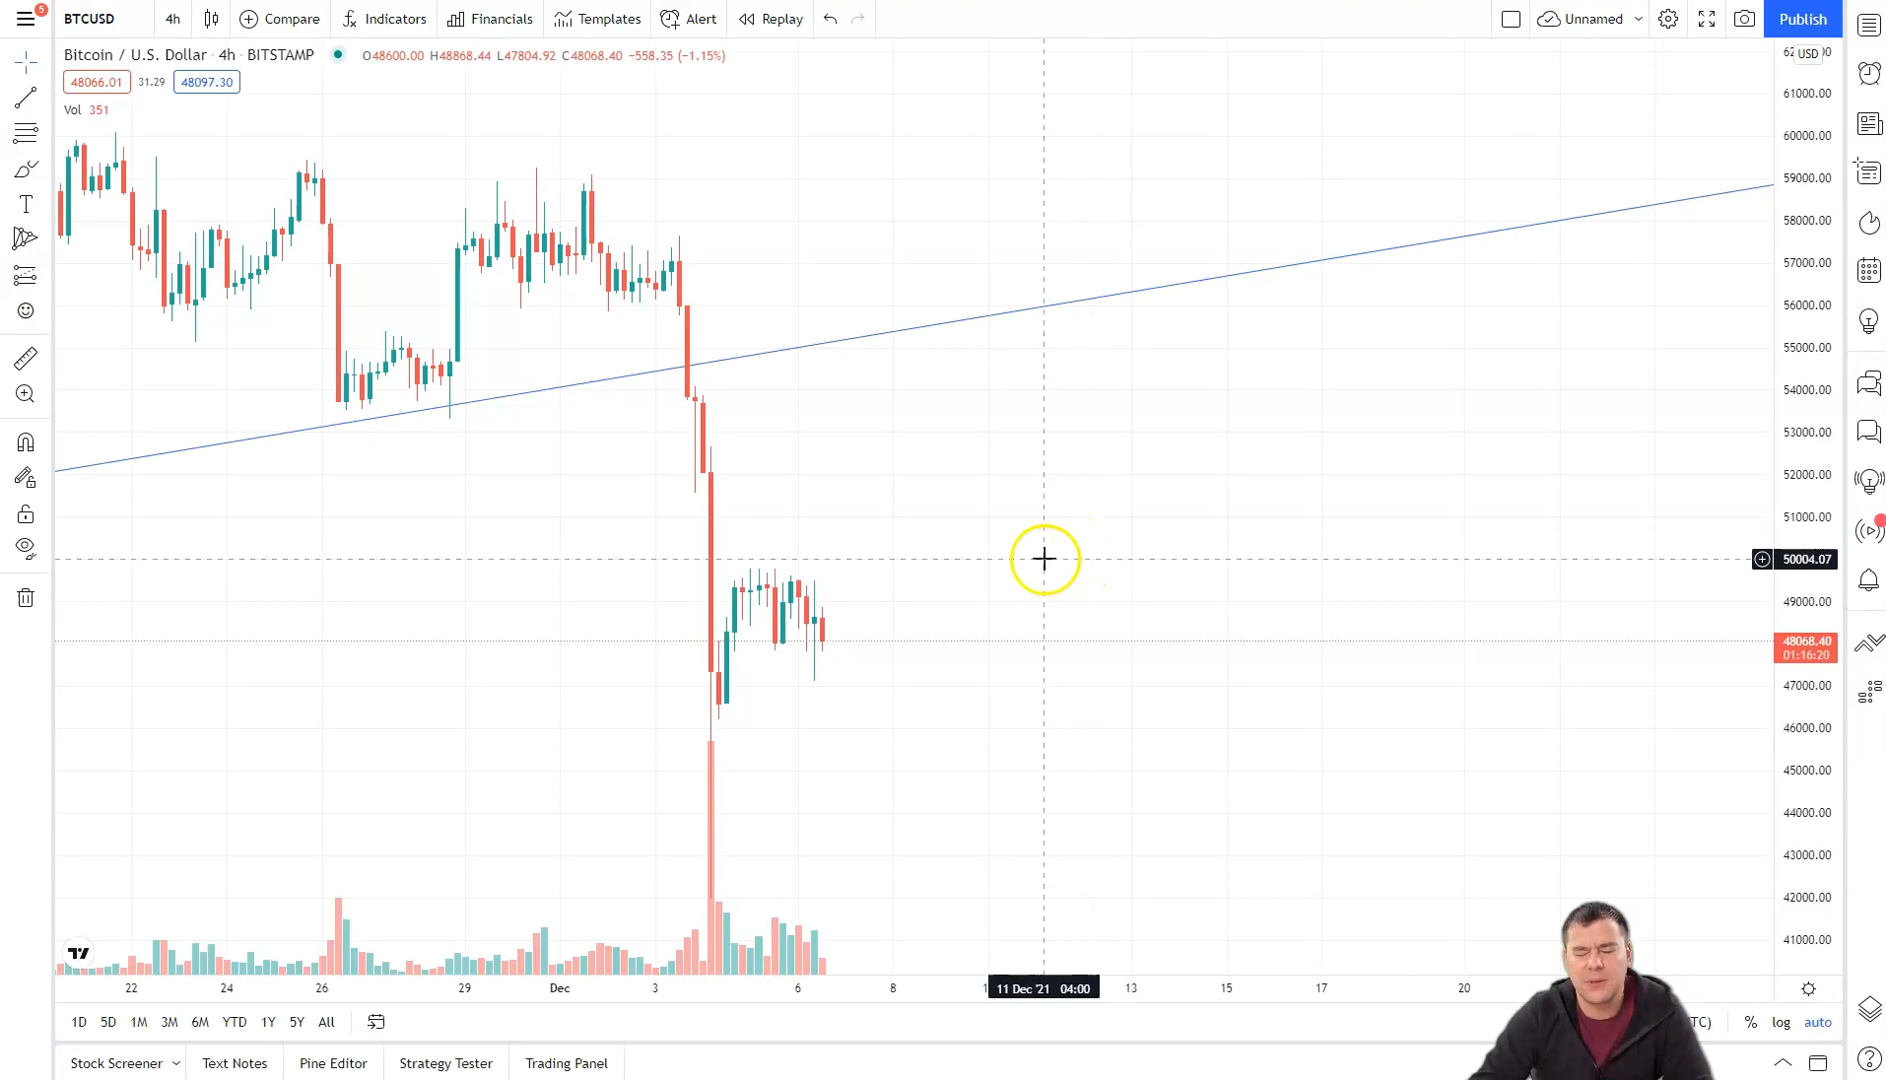 5
BTCUSD 4h Compare Indicators Financials Templates Alert Replay Unnamed Publish
Bitcoin / U.S. Dollar · 4h · BITSTAMP O48600.00 H48868.44 L47804.92 C48068.40 −558.35 (−1.15%)
48066.01 31.29 48097.30
Vol 351
USD
61000.00
60000.00
59000.00
58000.00
57000.00
56000.00
55000.00
54000.00
53000.00
52000.00
51000.00
50004.07
49000.00
48068.40
01:16:20
47000.00
46000.00
45000.00
44000.00
43000.00
42000.00
41000.00
22 24 26 29 Dec 3 6 8 11 Dec '21 04:00 13 15 17 20
1D 5D 1M 3M 6M YTD 1Y 5Y All TC) % log auto
Stock Screener Text Notes Pine Editor Strategy Tester Trading Panel